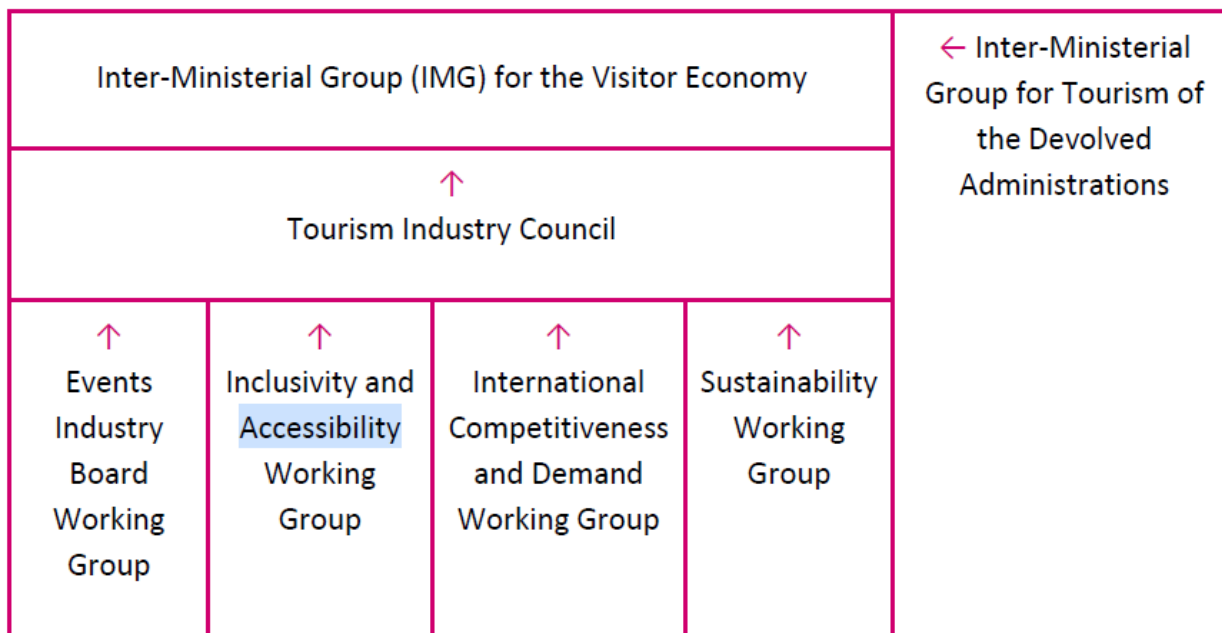 Inter-Ministerial Group (IMG) for the Visitor Economy
← Inter-Ministerial
Group for Tourism of
the Devolved
Administrations
↑
Tourism Industry Council
↑
Events
Industry
Board
Working
Group
↑
Inclusivity and
Accessibility
Working
Group
↑
International
Competitiveness
and Demand
Working Group
↑
Sustainability
Working
Group